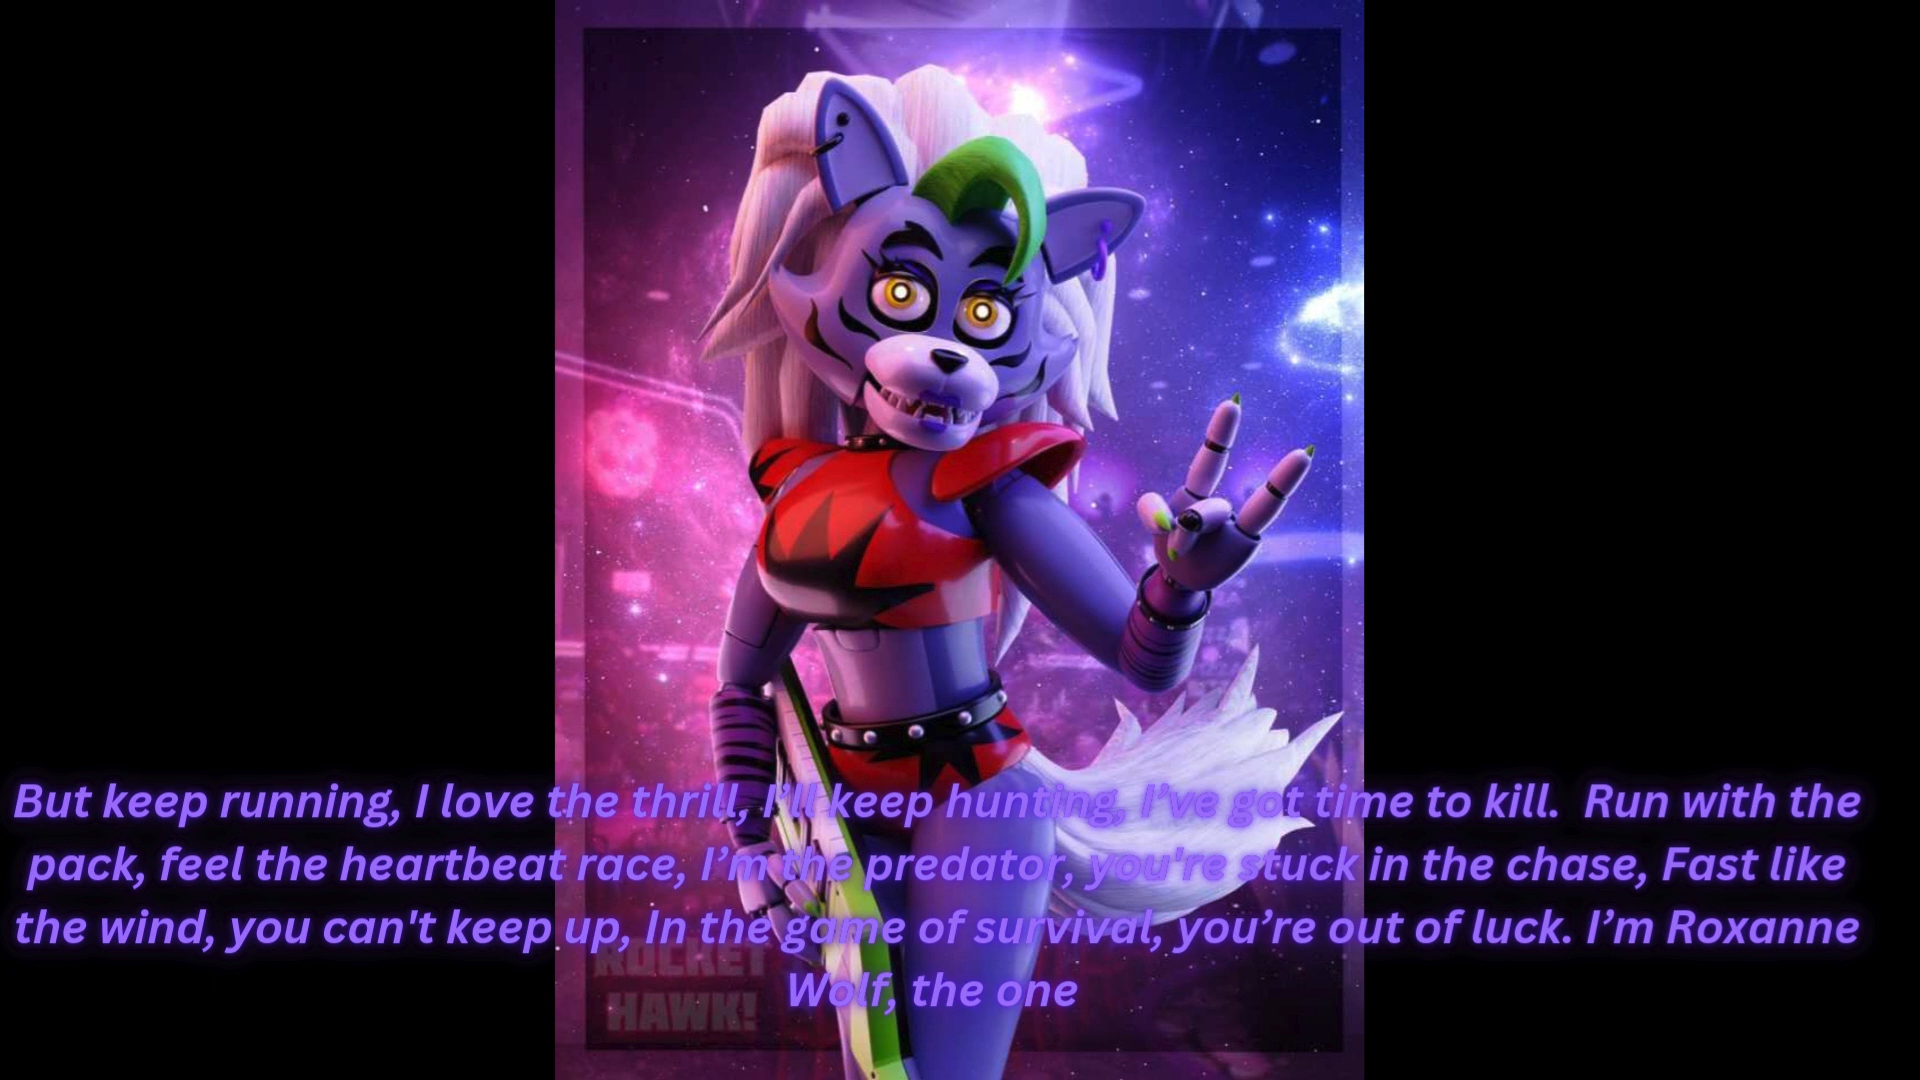 But keep running, I love the thrill, I’ll keep hunting, I’ve got time to kill.  Run with the
pack, feel the heartbeat race, I’m the predator, you're stuck in the chase, Fast like
the wind, you can't keep up, In the game of survival, you’re out of luck. I’m Roxanne
Wolf, the one
ROCKET
HAWK!